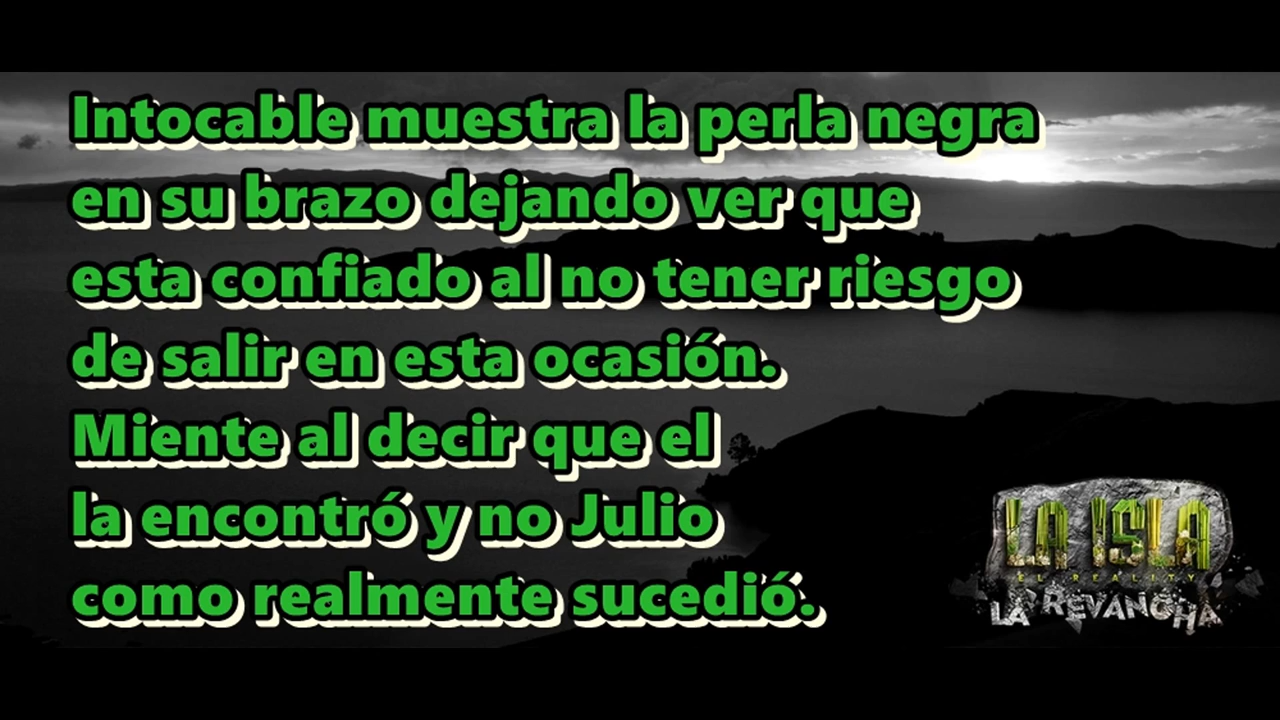 Intocable muestra la perla negra
en su brazo dejando ver que
esta confiado al no tener riesgo
de salir en esta ocasión.
Miente al decir que el
la encontró y no Julio
como realmente sucedió.
LA ISLA
EL REALITY
LA REVANCHA